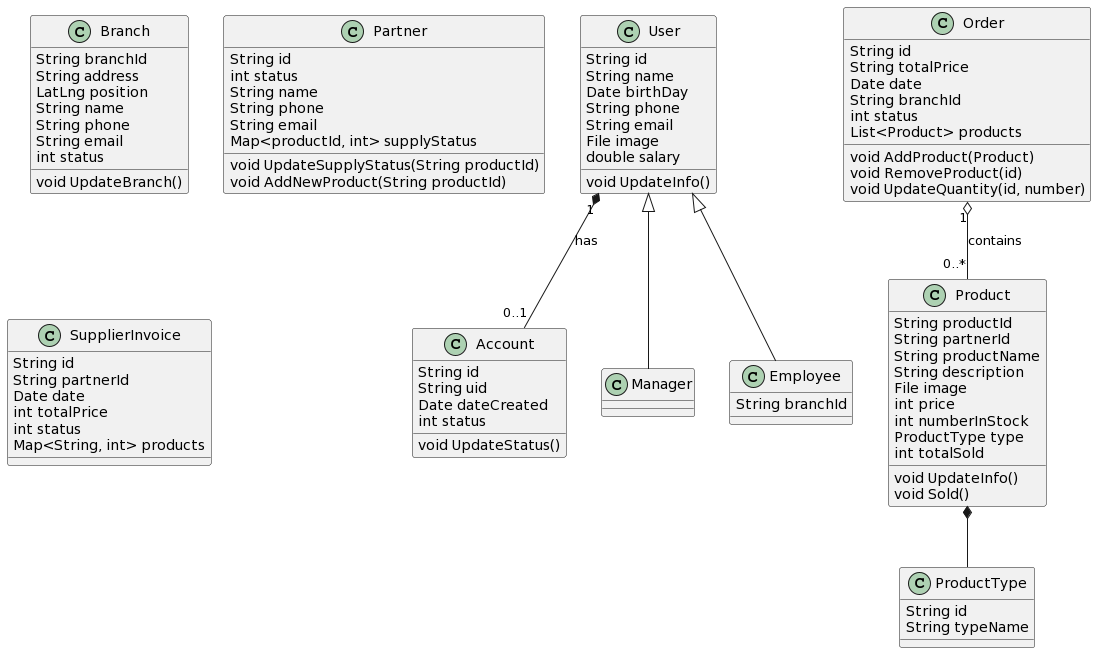 C Branch
String branchId
String address
LatLng position
String name
String phone
String email
int status
void UpdateBranch()
C Partner
String id
int status
String name
String phone
String email
Map<productId, int> supplyStatus
void UpdateSupplyStatus(String productId)
void AddNewProduct(String productId)
C User
String id
String name
Date birthDay
String phone
String email
File image
double salary
void UpdateInfo()
C Order
String id
String totalPrice
Date date
String branchId
int status
List<Product> products
void AddProduct(Product)
void RemoveProduct(id)
void UpdateQuantity(id, number)
1
has
0..1
1
contains
0..*
C SupplierInvoice
String id
String partnerId
Date date
int totalPrice
int status
Map<String, int> products
C Account
String id
String uid
Date dateCreated
int status
void UpdateStatus()
C Manager
C Employee
String branchId
C Product
String productId
String partnerId
String productName
String description
File image
int price
int numberInStock
ProductType type
int totalSold
void UpdateInfo()
void Sold()
C ProductType
String id
String typeName